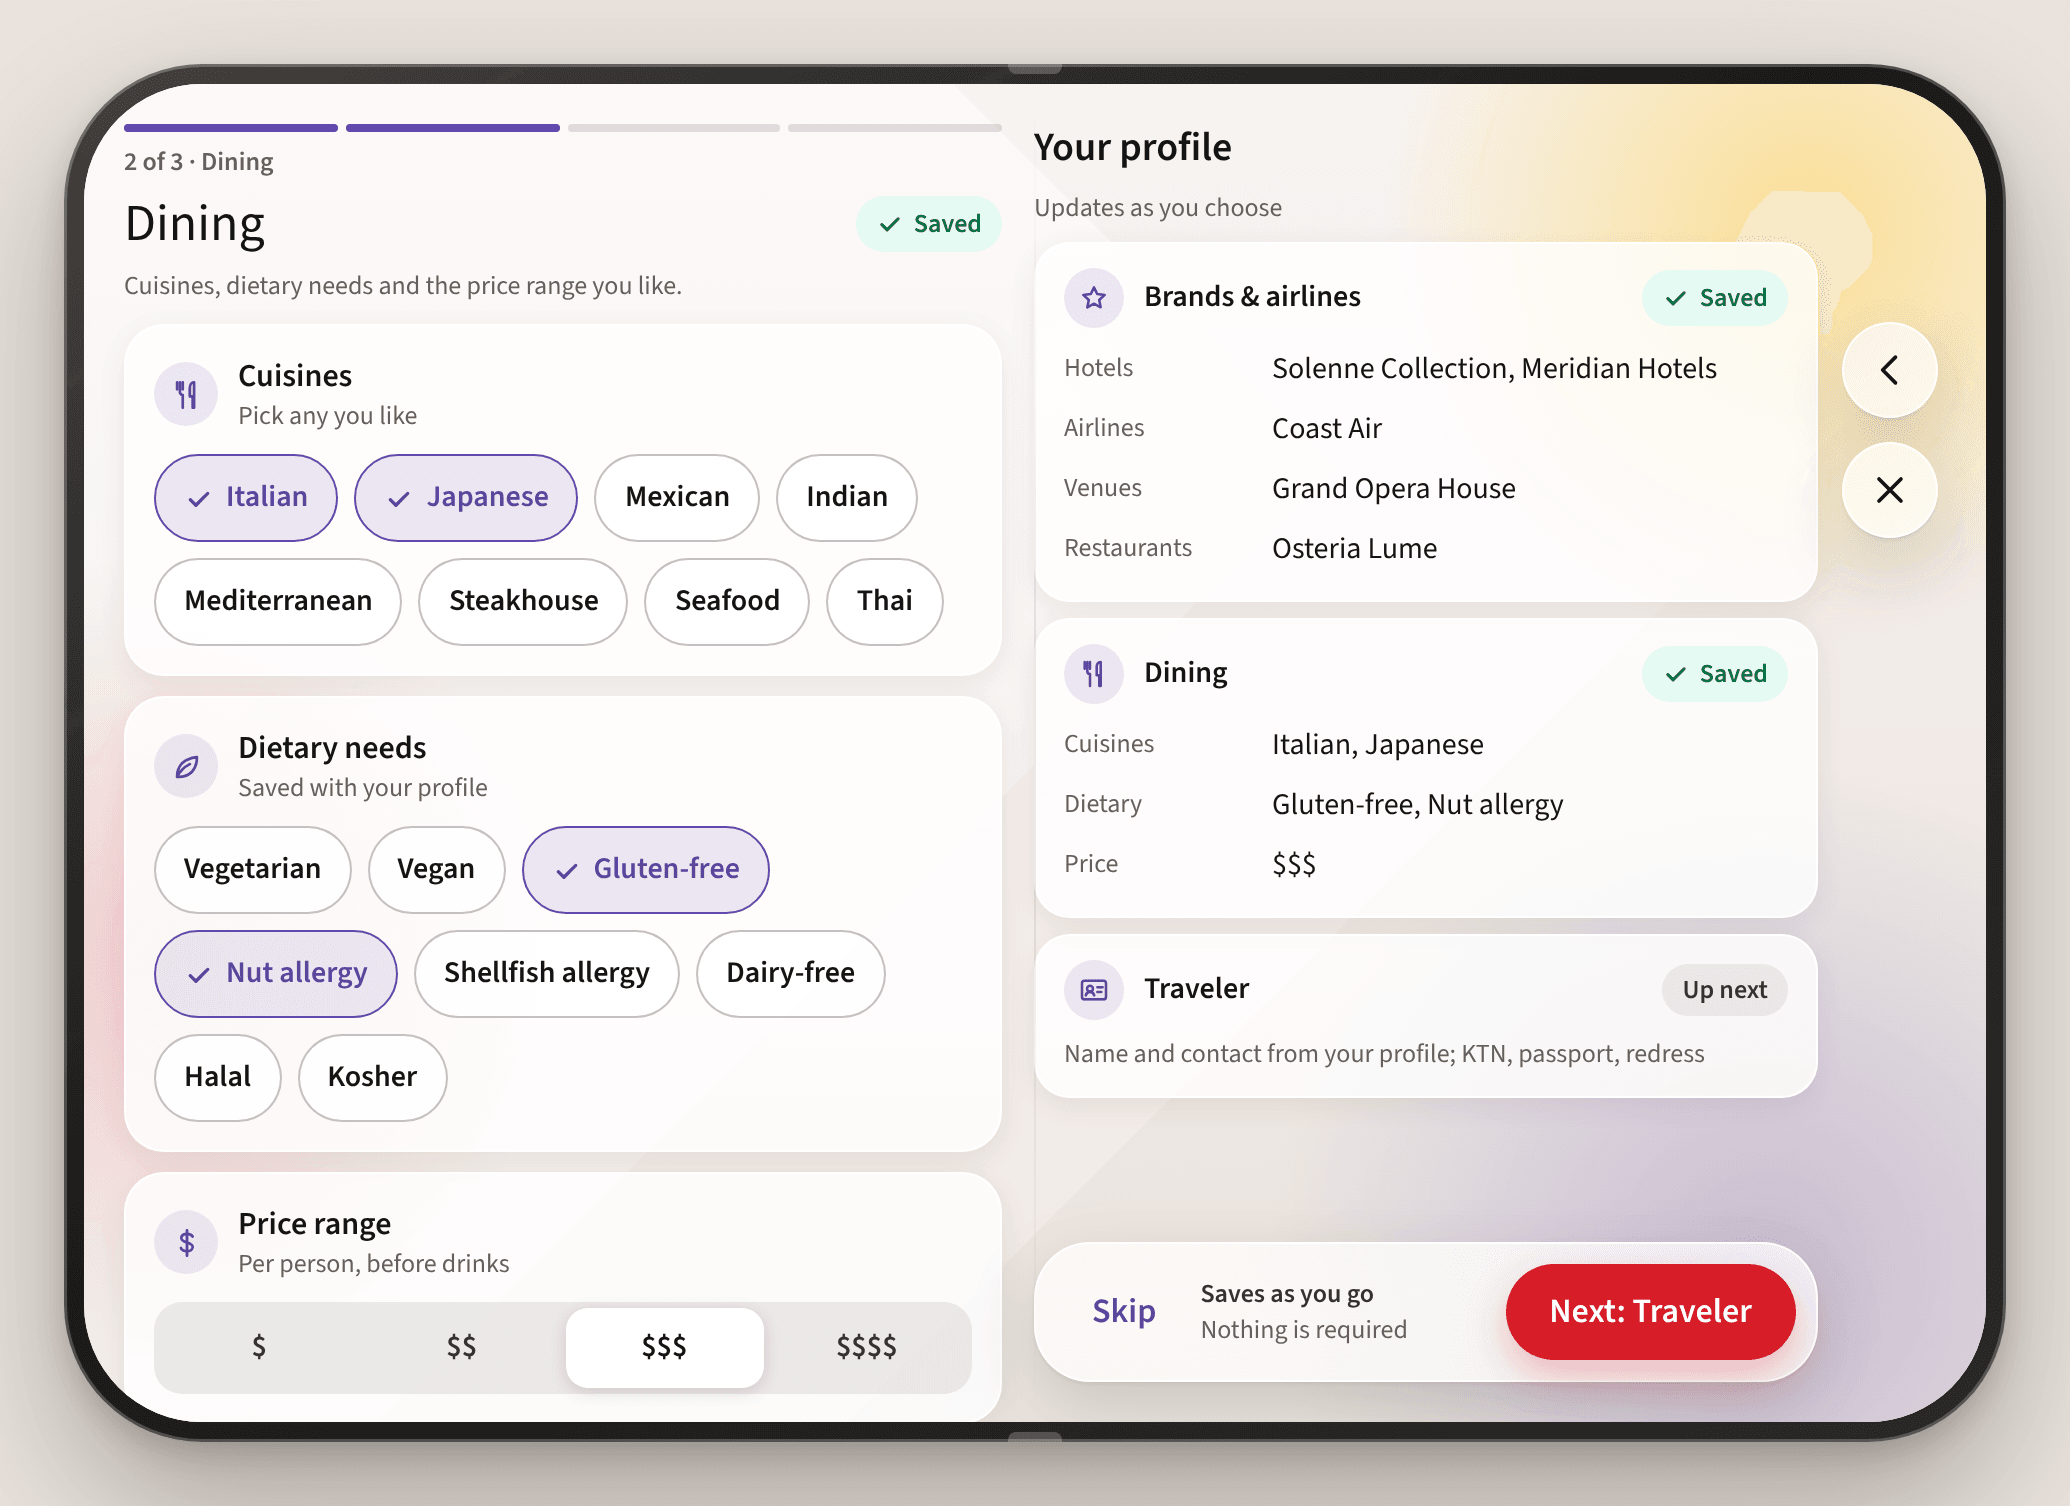 2 of 3 · Dining
Dining
Saved
Cuisines, dietary needs and the price range you like.
Cuisines
Pick any you like
Italian
Japanese
Mexican
Indian
Mediterranean
Steakhouse
Seafood
Thai
Dietary needs
Saved with your profile
Vegetarian
Vegan
Gluten-free
Nut allergy
Shellfish allergy
Dairy-free
Halal
Kosher
$
Price range
Per person, before drinks
$
$$
$$$
$$$$
Your profile
Updates as you choose
Brands & airlines
Saved
Hotels
Solenne Collection, Meridian Hotels
Airlines
Coast Air
Venues
Grand Opera House
Restaurants
Osteria Lume
Dining
Saved
Cuisines
Italian, Japanese
Dietary
Gluten-free, Nut allergy
Price
$$$
Traveler
Up next
Name and contact from your profile; KTN, passport, redress
Skip
Saves as you go
Nothing is required
Next: Traveler